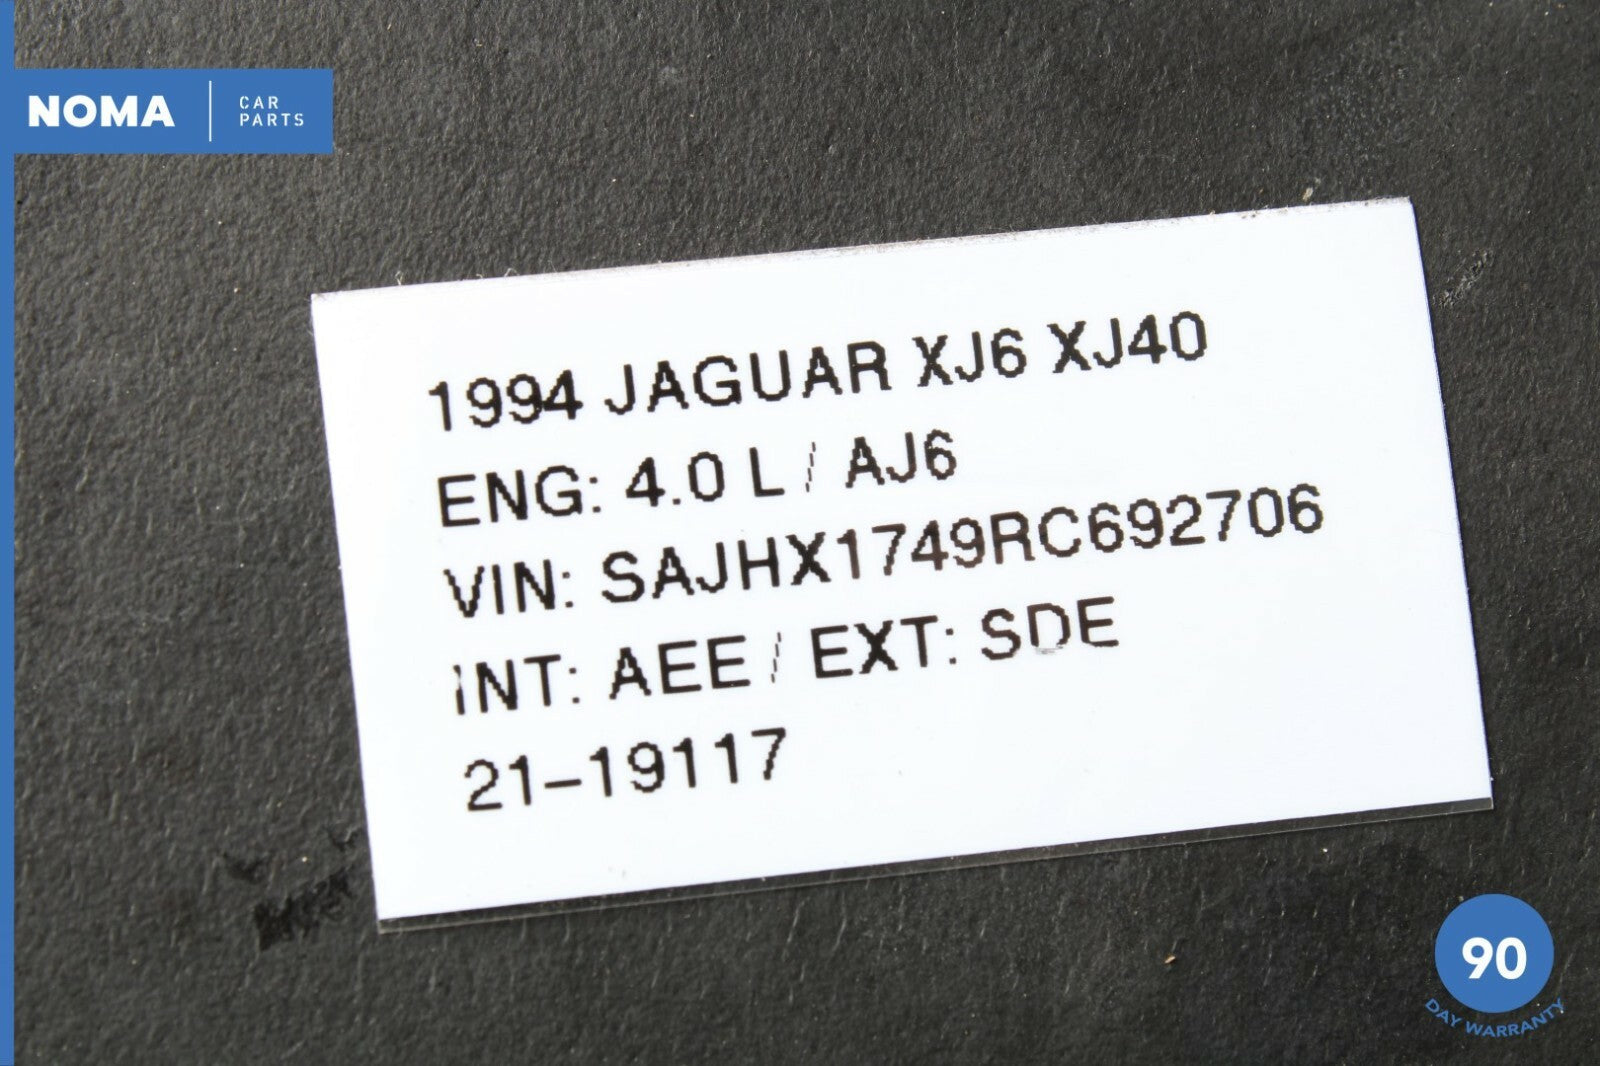 NOMA
CAR
PARTS
1994 JAGUAR XJ6 XJ40
ENG: 4.0 L / AJ6
VIN: SAJHX1749RC692706
INT: AEE / EXT: SDE
21-19117
90
DAY WARRANTY